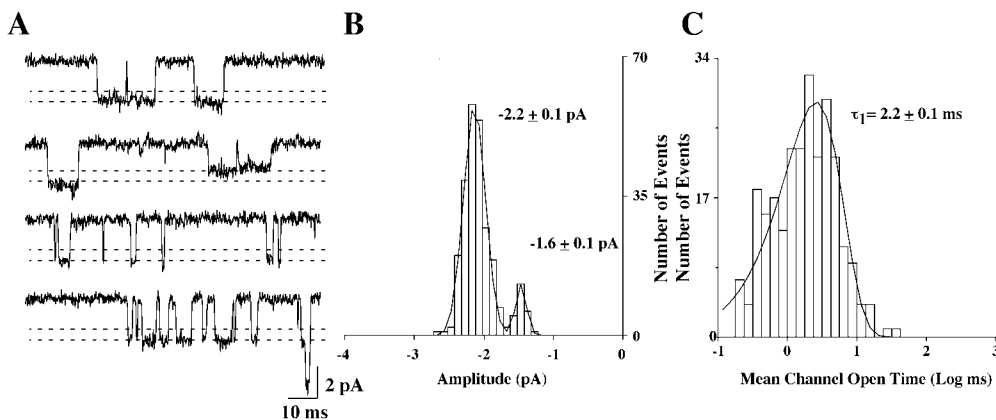 A
2 pA
10 ms
B
70
35
0
-2.2 ± 0.1 pA
-1.6 ± 0.1 pA
Number of Events
-4
-3
-2
-1
0
Amplitude (pA)
C
34
17
0
Number of Events
τ1= 2.2 ± 0.1 ms
-1
0
1
2
3
Mean Channel Open Time (Log ms)